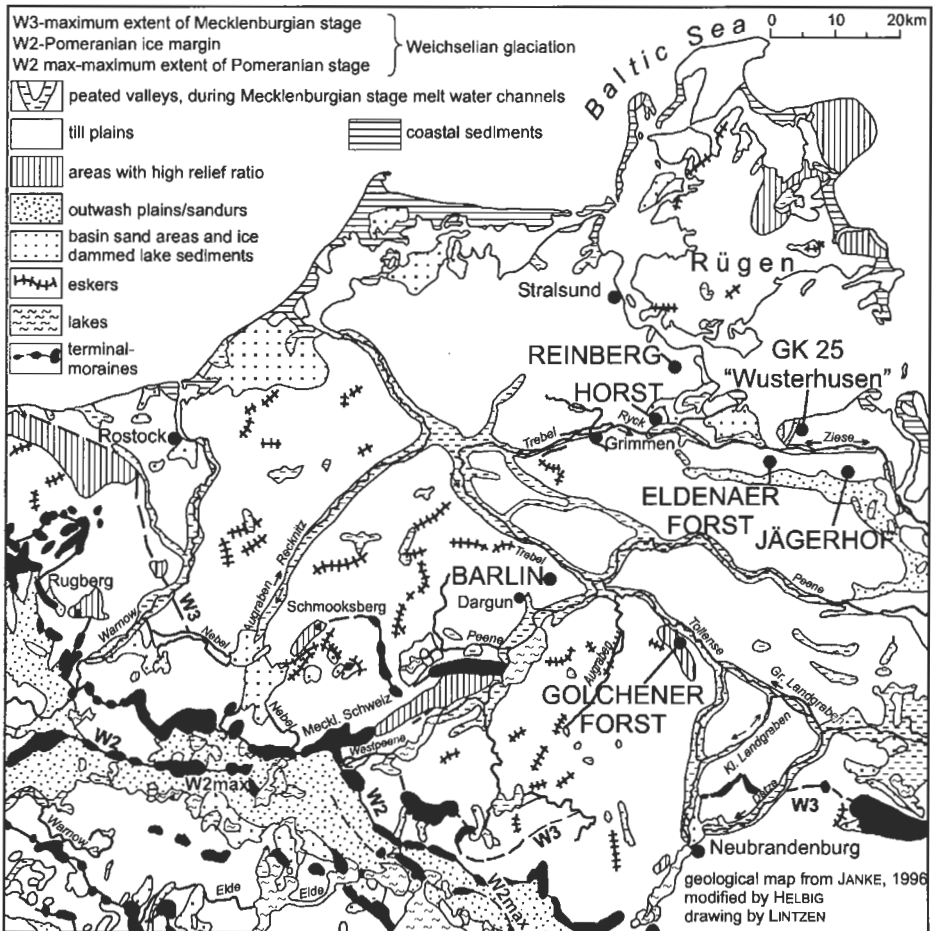 W3-maximum extent of Mecklenburgian stage
W2-Pomeranian ice margin
W2 max-maximum extent of Pomeranian stage
Weichselian glaciation
peated valleys, during Mecklenburgian stage melt water channels
till plains
coastal sediments
areas with high relief ratio
outwash plains/sandurs
basin sand areas and ice
dammed lake sediments
eskers
lakes
terminal-
moraines
0 20km
Baltic Sea
Rügen
Stralsund
REINBERG
GK 25
"Wusterhusen"
HORST
Ryck
Rostock
Trebel
Grimmen
Ziese
ELDENAER
FORST
JÄGERHOF
Recknitz
Augraben
Trebel
BARLIN
Dargun
Peene
Rugberg
Warnow
W3
Nebel
Schmooksberg
Peene
Augraben
Tollense
GOLCHENER
FORST
Gr. Landgraben
Kl. Landgraben
Nebel
Meckl. Schweiz
Westpeene
W2
W2max
W2
W3
Datze
W3
Neubrandenburg
Warnow
Elde
Elde
W2max
geological map from JANKE, 1996
modified by HELBIG
drawing by LINTZEN